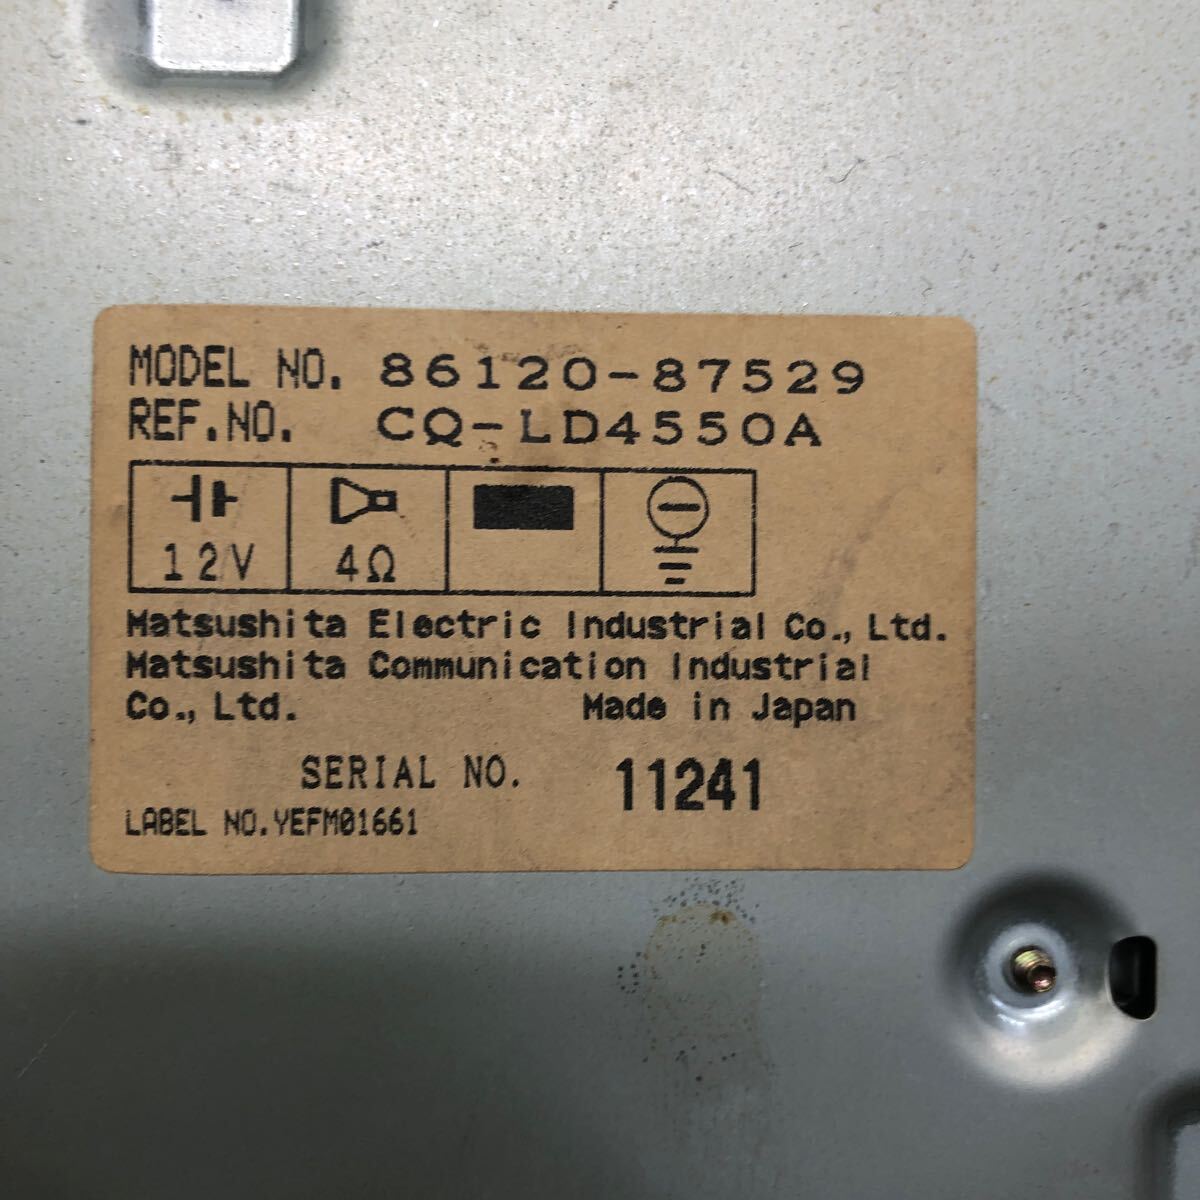 MODEL NO. 86120-87529
REF.NO. CQ-LD4550A
12V 4Ω
Matsushita Electric Industrial Co., Ltd.
Matsushita Communication Industrial
Co., Ltd. Made in Japan
SERIAL NO. 11241
LABEL NO.YEFM01661